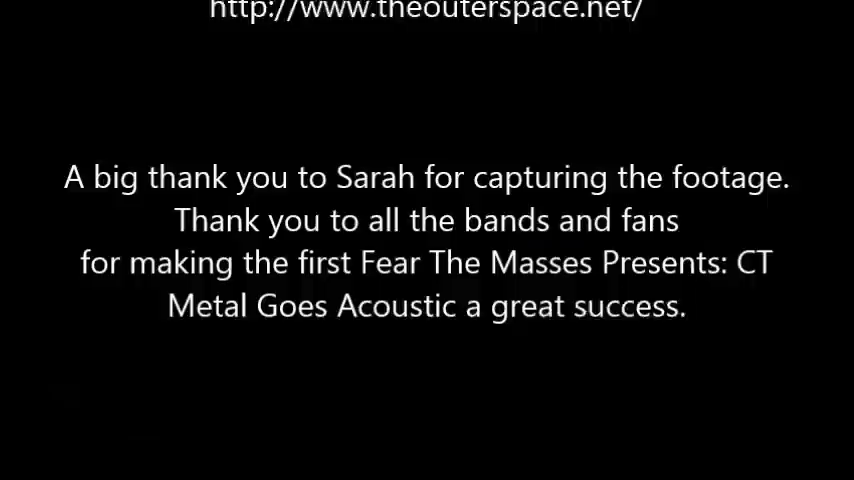 http://www.theouterspace.net/
A big thank you to Sarah for capturing the footage.
Thank you to all the bands and fans
for making the first Fear The Masses Presents: CT
Metal Goes Acoustic a great success.